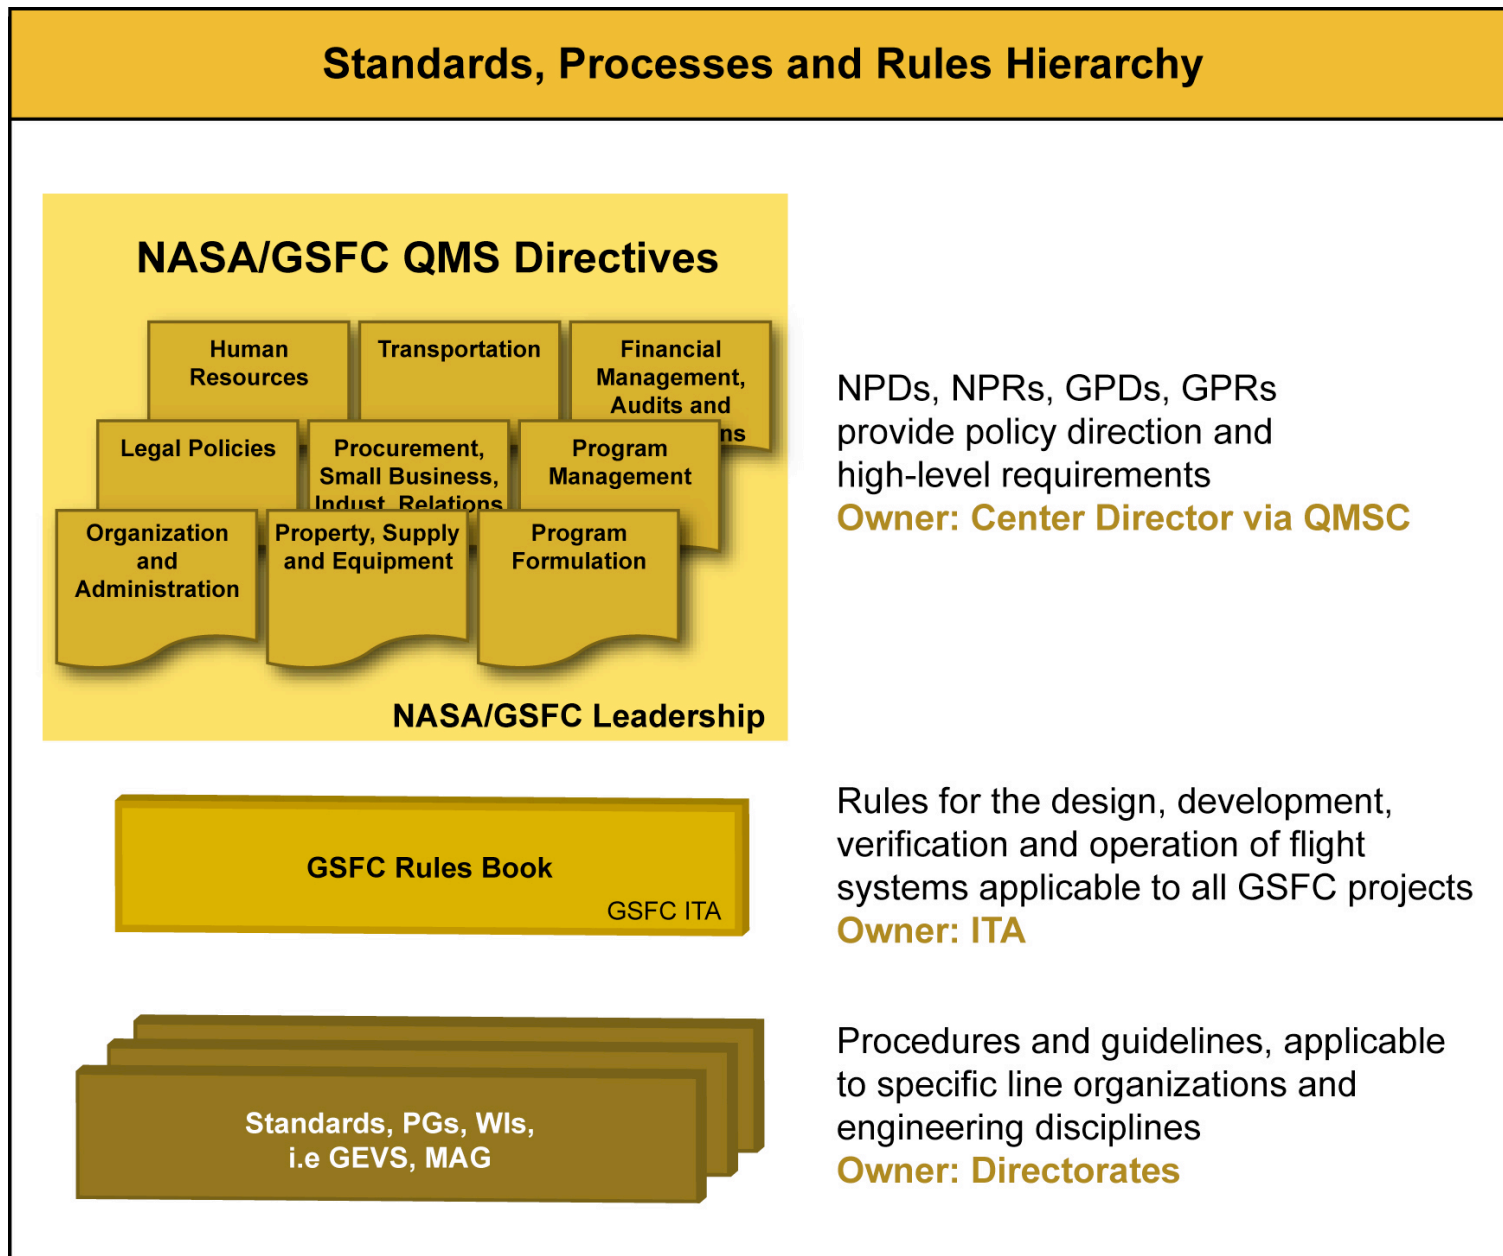 Standards, Processes and Rules Hierarchy
NASA/GSFC QMS Directives
Human
Resources
Transportation
Financial
Management,
Audits and
Legal Policies
Procurement,
Small Business,
Indust. Relations
Program
Management
Organization
and
Administration
Property, Supply
and Equipment
Program
Formulation
NASA/GSFC Leadership
NPDs, NPRs, GPDs, GPRs
provide policy direction and
high-level requirements
Owner: Center Director via QMSC
GSFC Rules Book
GSFC ITA
Rules for the design, development,
verification and operation of flight
systems applicable to all GSFC projects
Owner: ITA
Standards, PGs, WIs,
i.e GEVS, MAG
Procedures and guidelines, applicable
to specific line organizations and
engineering disciplines
Owner: Directorates